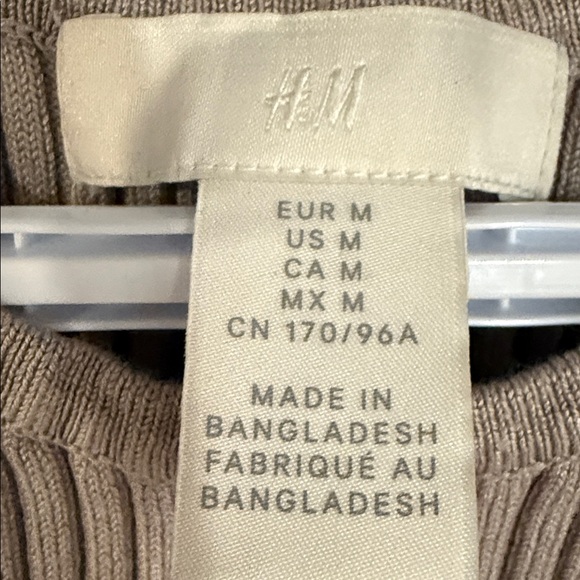 H&M
EUR M
US M
CA M
MX M
CN 170/96A
MADE IN
BANGLADESH
FABRIQUÉ AU
BANGLADESH